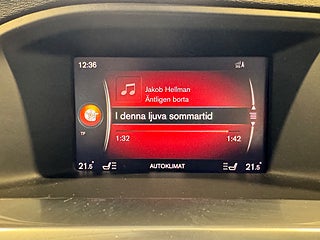 12:36
Jakob Hellman
Äntligen borta
I denna ljuva sommartid
TP
1:32 1:42
21.5° AUTOKLIMAT 21.5°